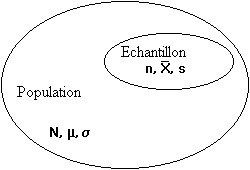 Echantillon
n, X̅, s
Population
N, μ, σ